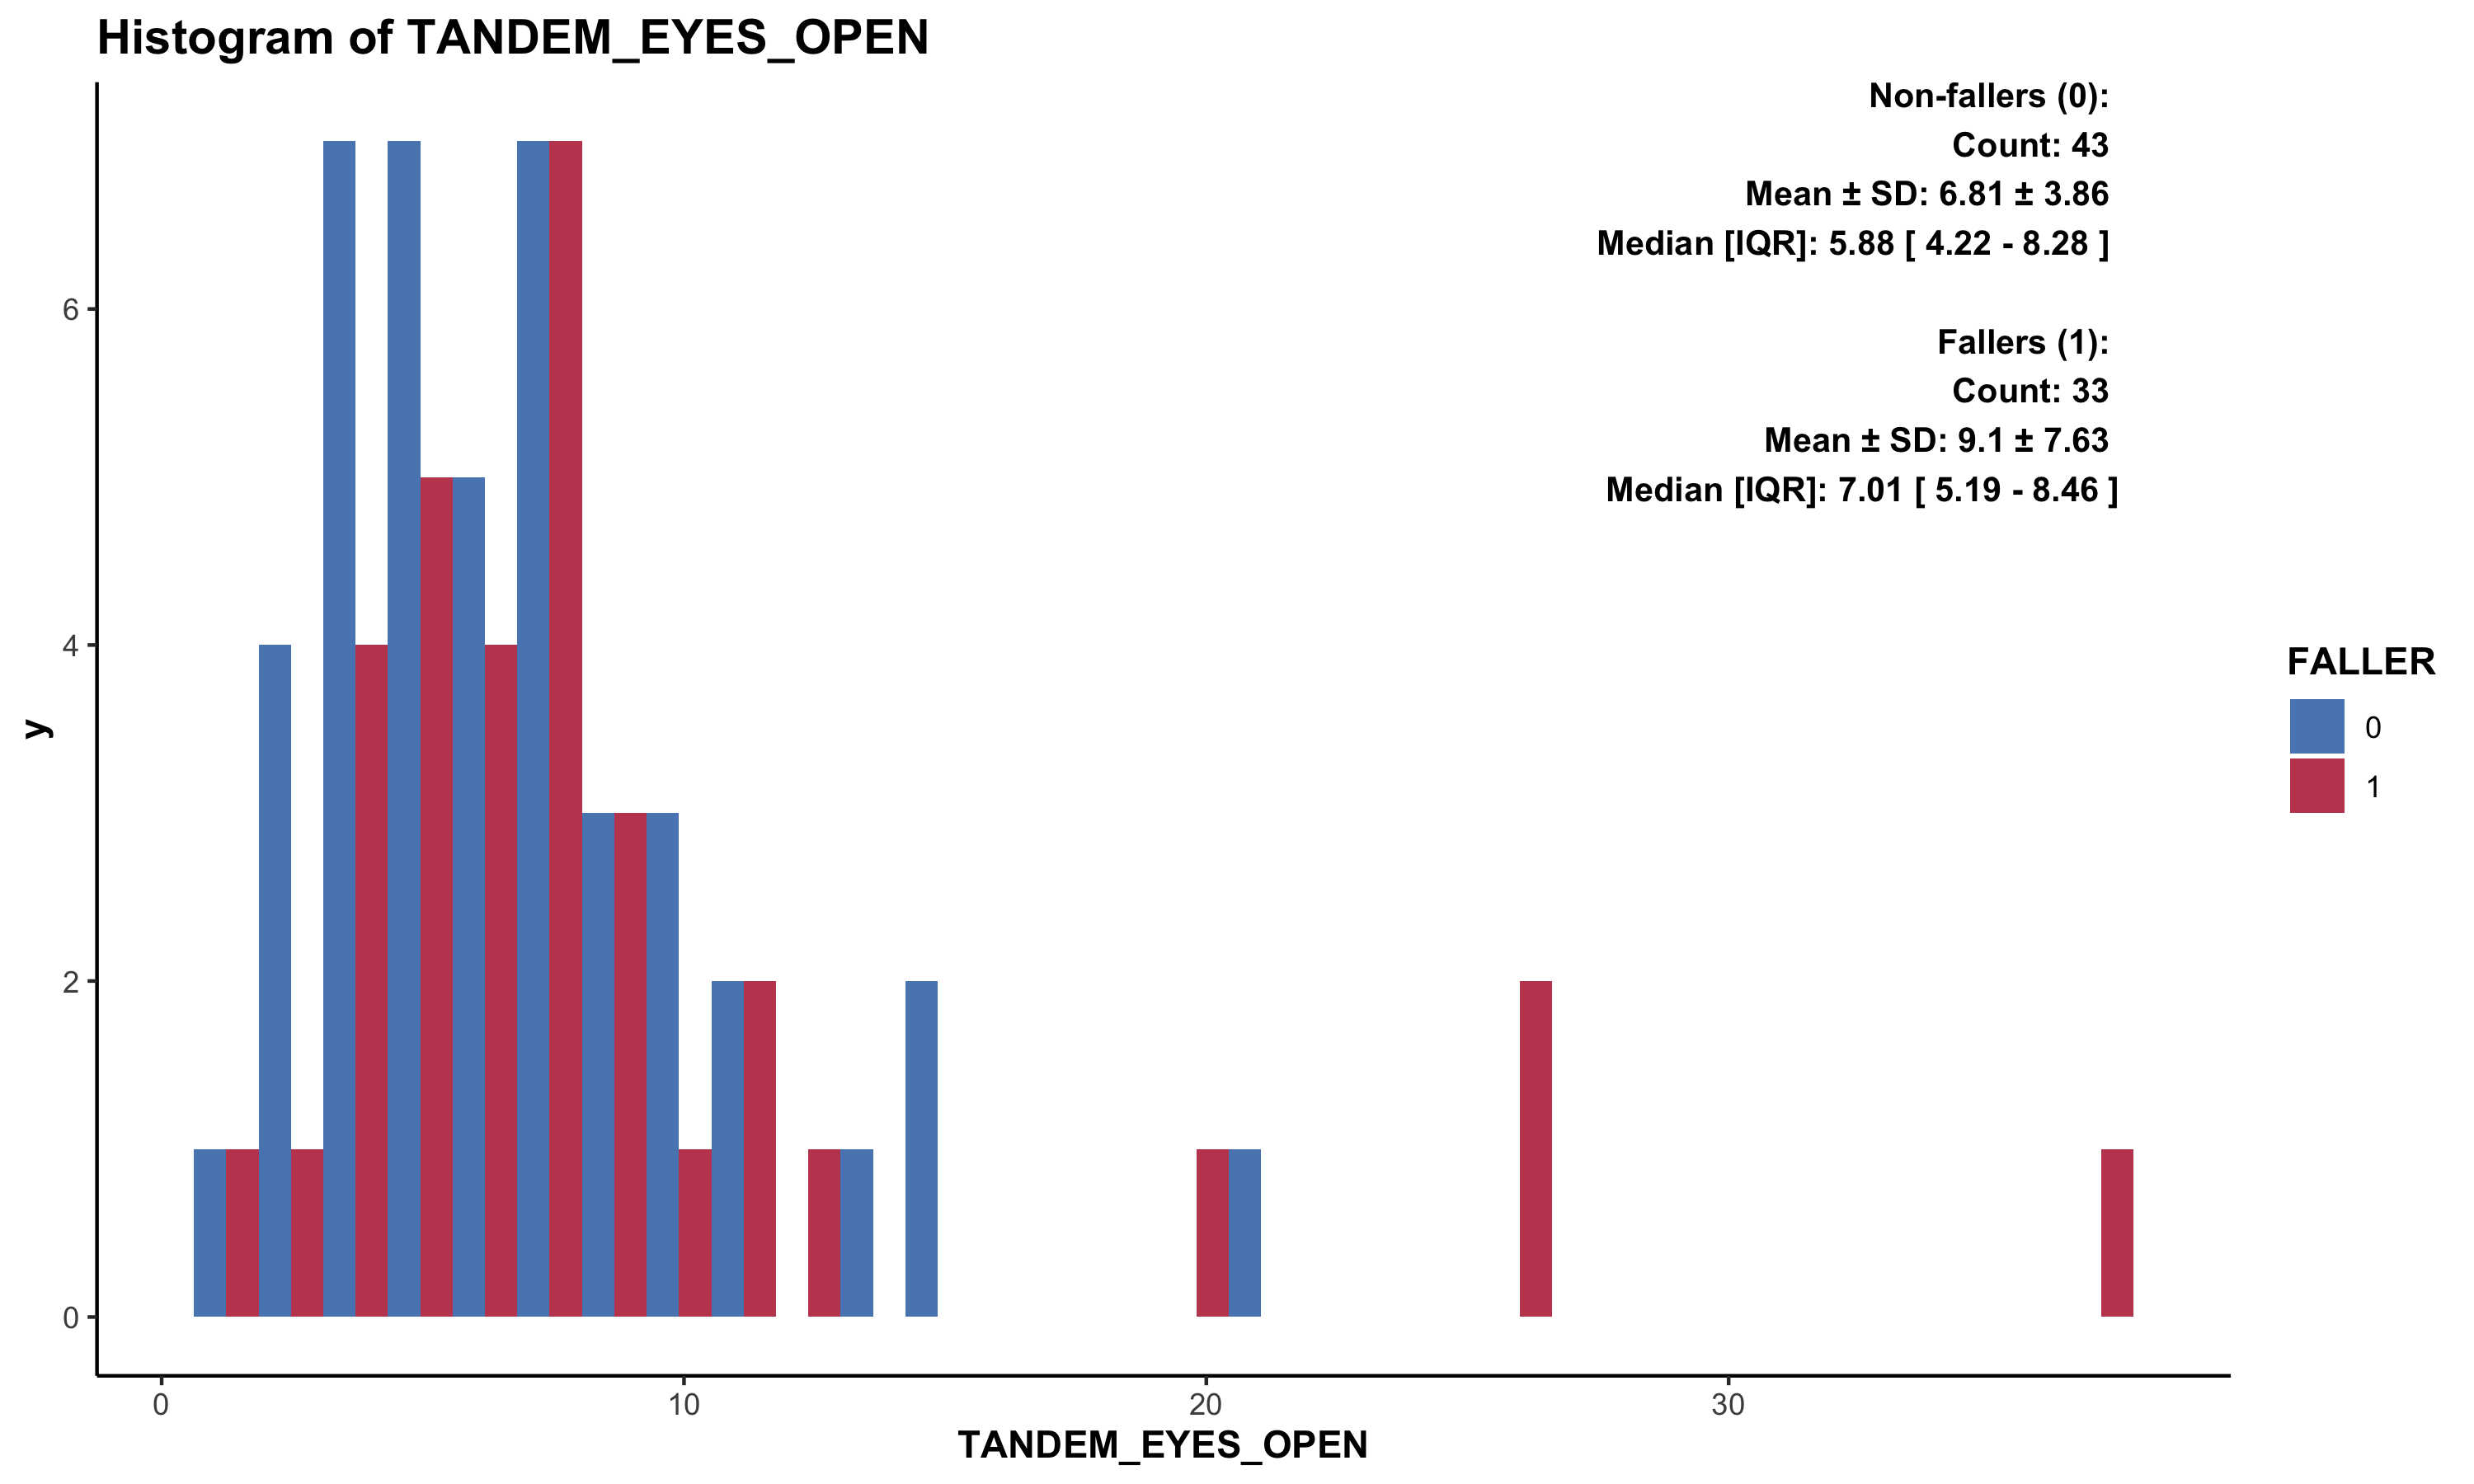 Histogram of TANDEM_EYES_OPEN
Non-fallers (0):
Count: 43
Mean ± SD: 6.81 ± 3.86
Median [IQR]: 5.88 [ 4.22 - 8.28 ]
Fallers (1):
Count: 33
Mean ± SD: 9.1 ± 7.63
Median [IQR]: 7.01 [ 5.19 - 8.46 ]
y
6
4
2
0
0
10
20
30
TANDEM_EYES_OPEN
FALLER
0
1